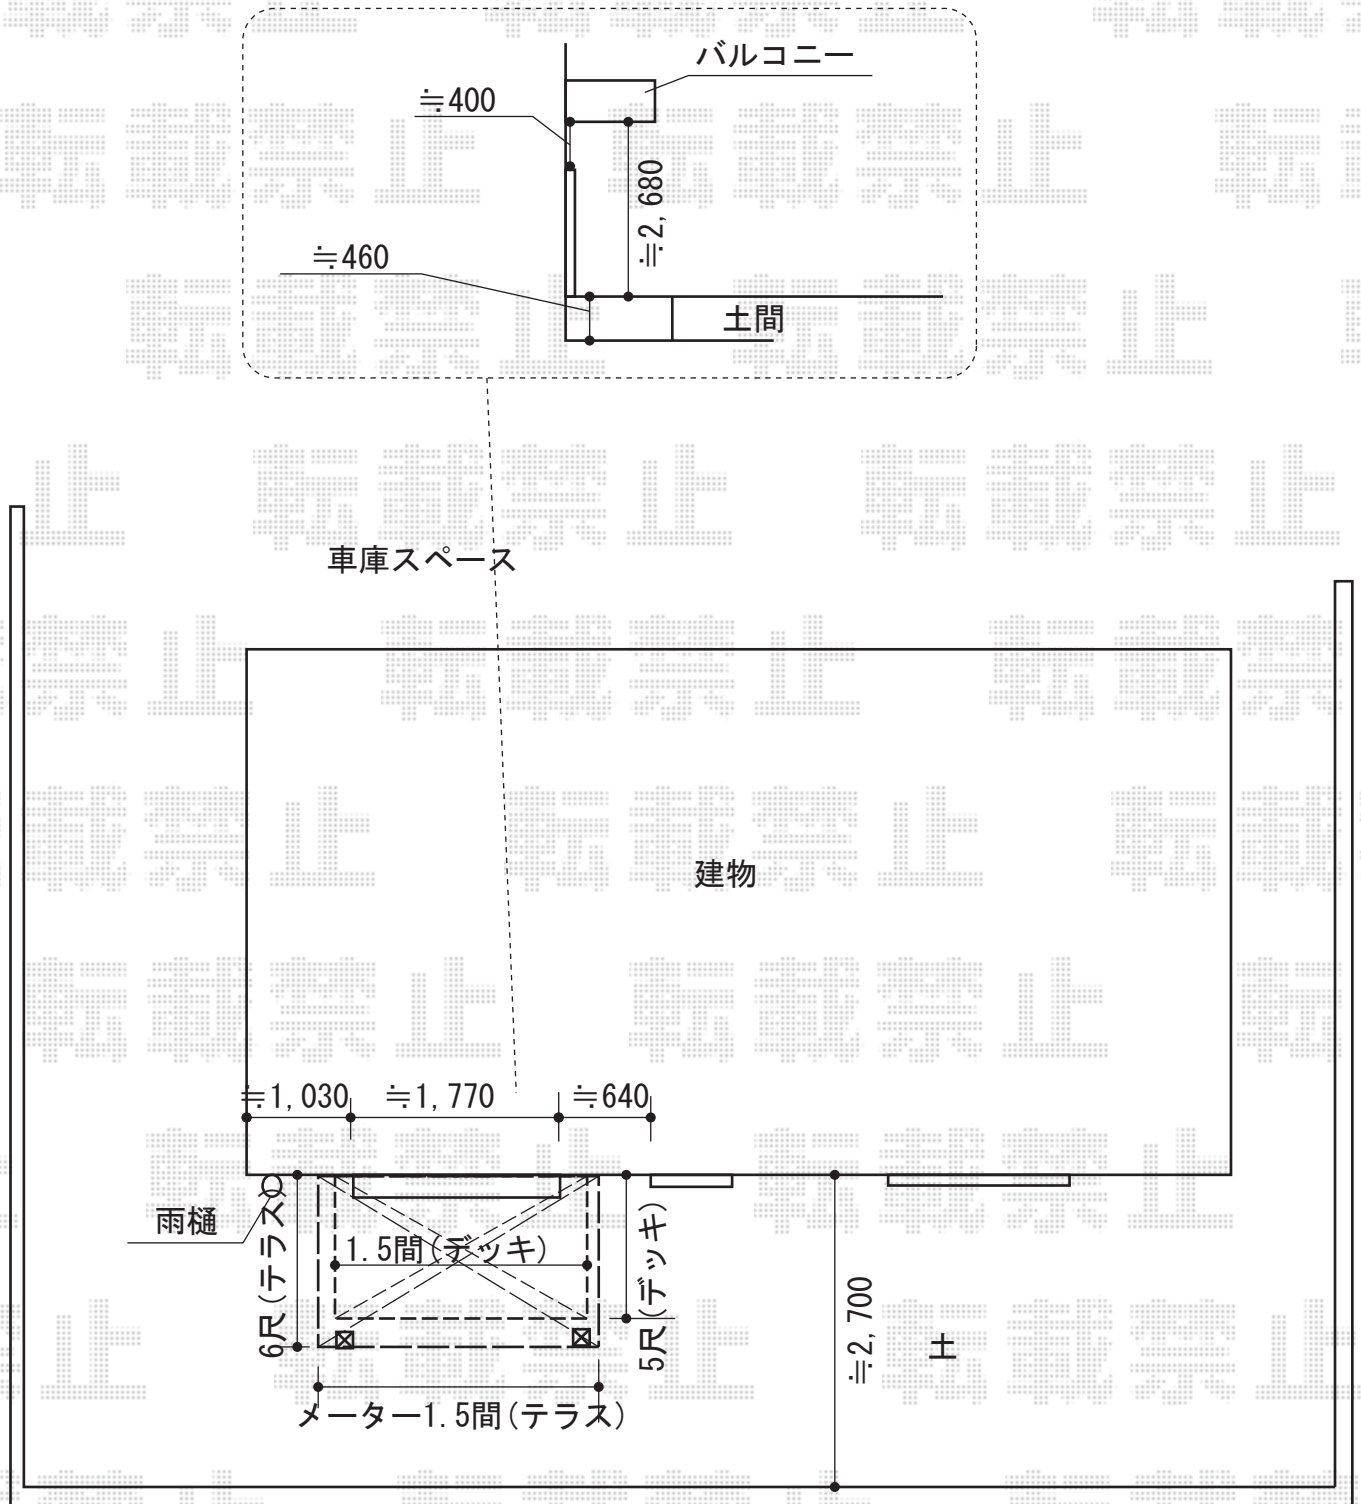 バルコニー
≒400
≒2,680
≒460
土間
車庫スペース
建物
≒1,030
≒1,770
≒640
雨樋
6尺(テラス)
1.5間(デッキ)
5尺(デッキ)
≒2,700
土
メーター1.5間(テラス)
転載禁止